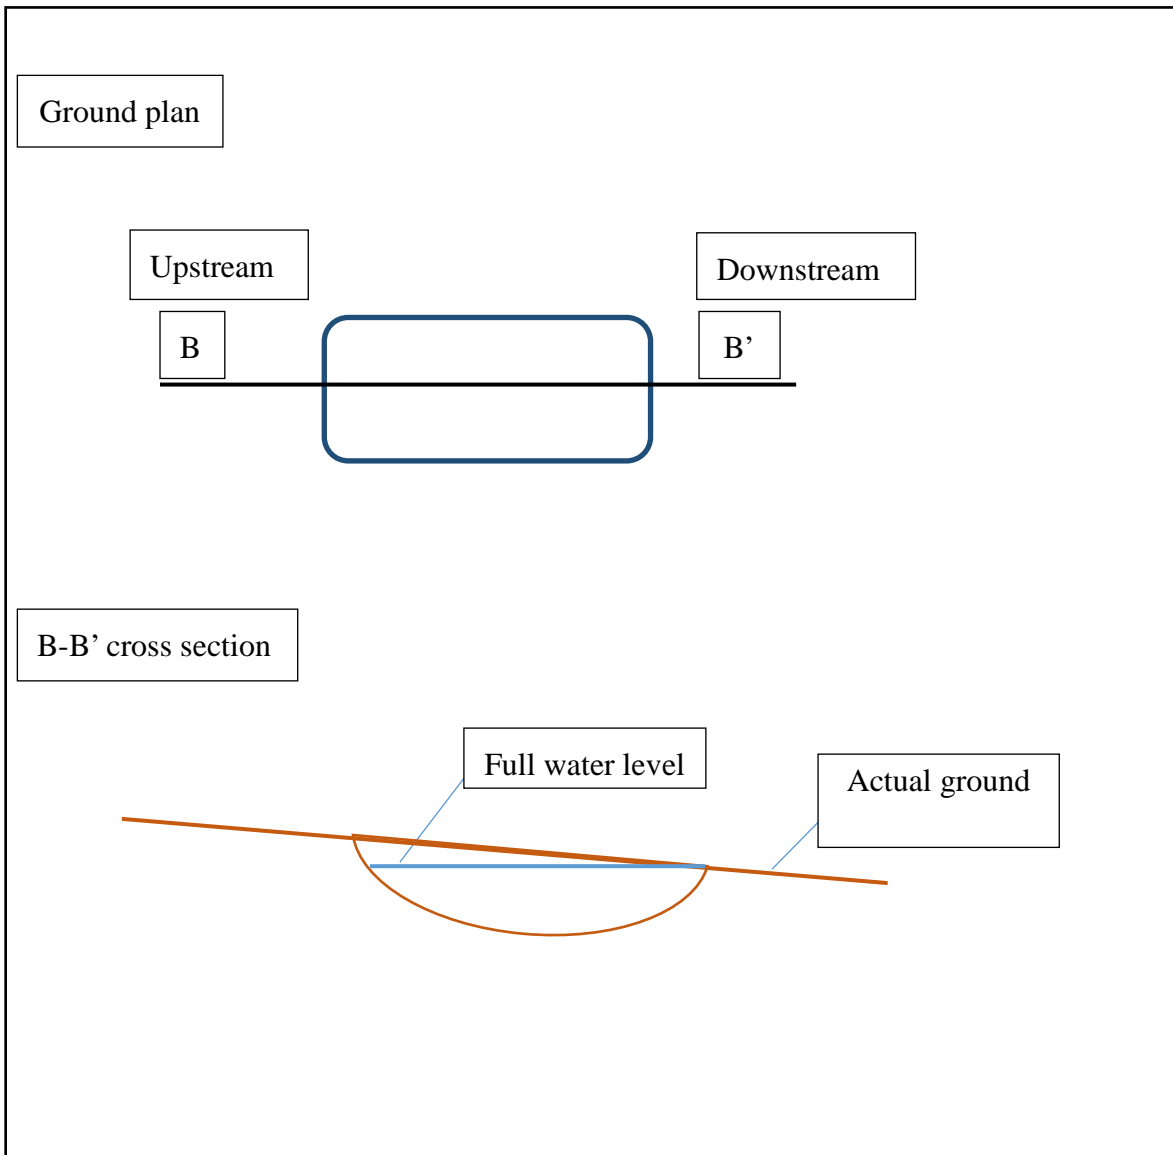 Ground plan
Upstream
Downstream
B
B’
B-B’ cross section
Full water level
Actual ground